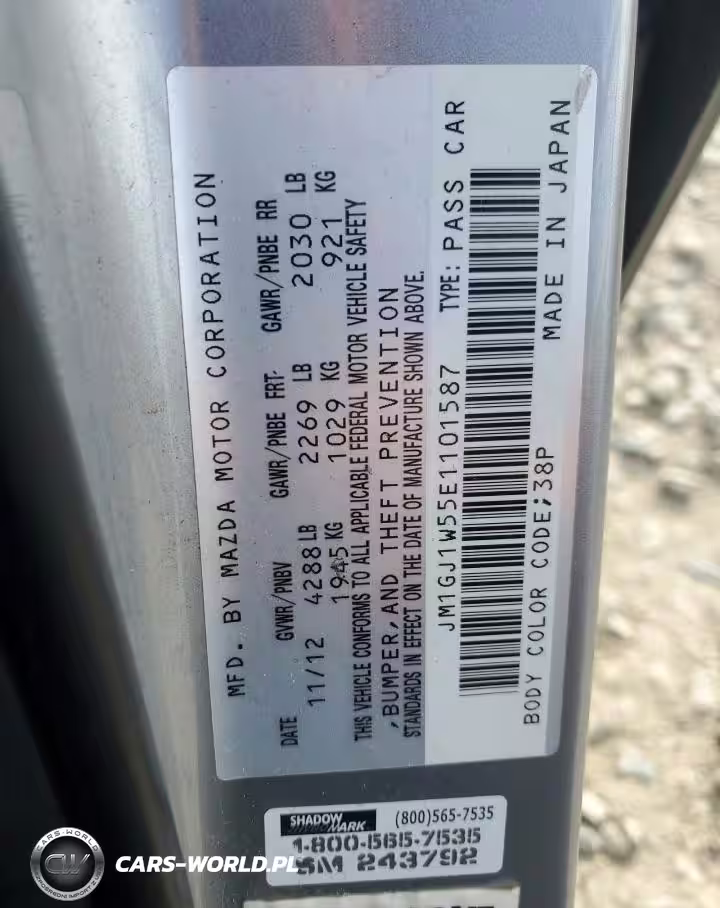 MFD. BY MAZDA MOTOR CORPORATION
DATE GVWR/PNBV GAWR/PNBE FRT- GAWR/PNBE RR
11/12 4288 LB 2269 LB 2030 LB
1945 KG 1029 KG 921 KG
THIS VEHICLE CONFORMS TO ALL APPLICABLE FEDERAL MOTOR VEHICLE SAFETY
,BUMPER,AND THEFT PREVENTION
STANDARDS IN EFFECT ON THE DATE OF MANUFACTURE SHOWN ABOVE.
JM1GJ1W55E1101587 TYPE: PASS CAR
BODY COLOR CODE;38P MADE IN JAPAN
SHADOW MARK (800)565-7535
1-800-565-7535
SM 243792
CARS-WORLD
CW
CARS-WORLD.PL